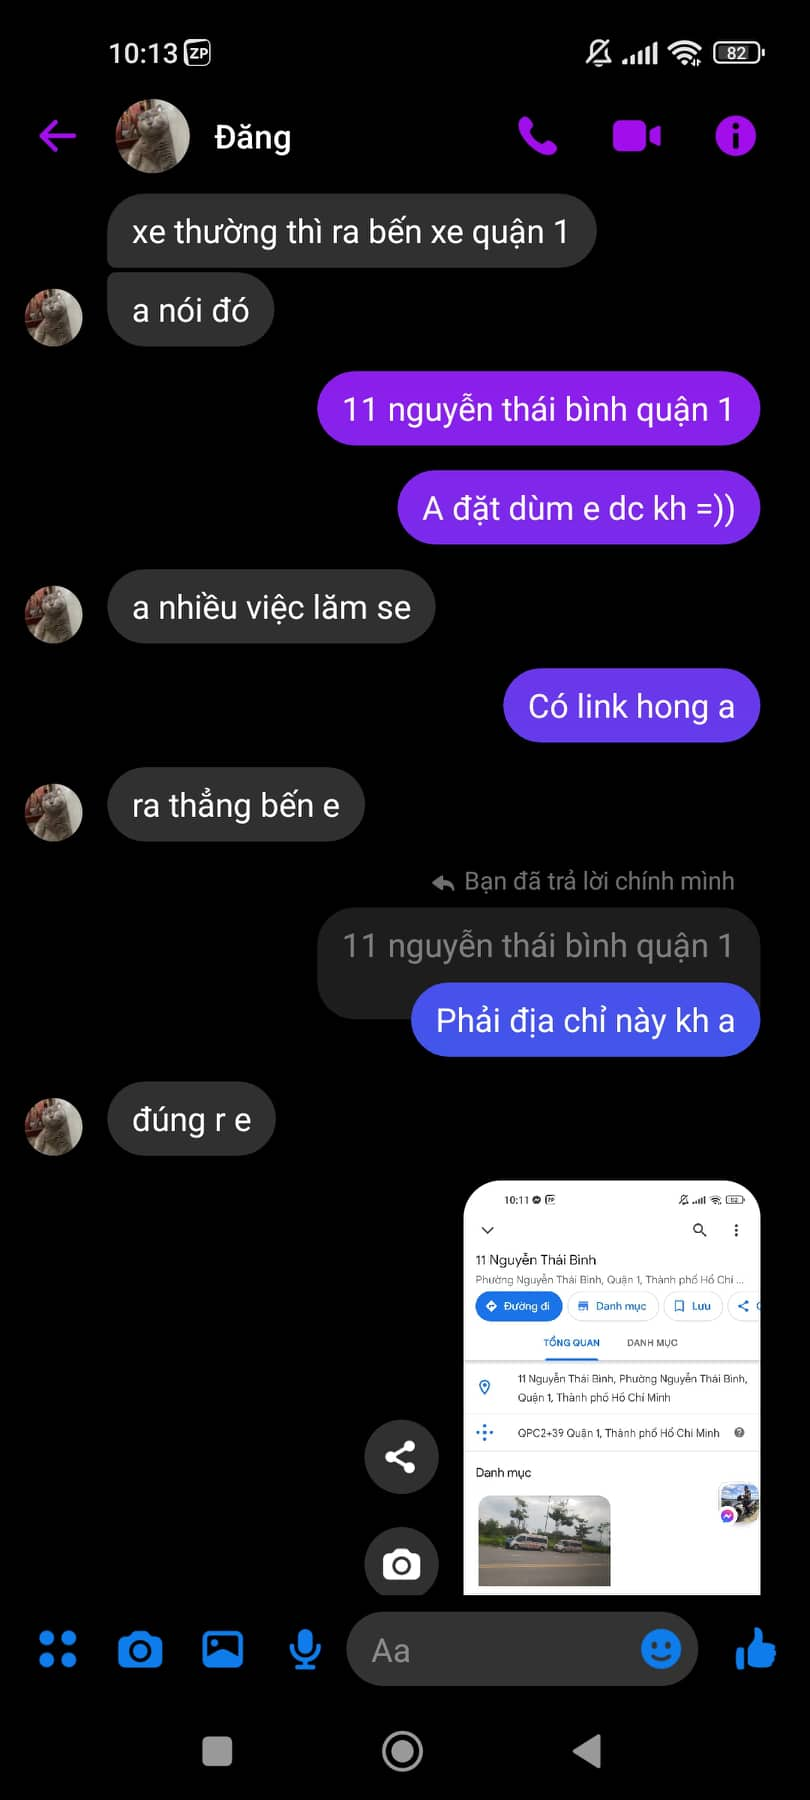 10:13 ZP 82
Đăng
xe thường thì ra bến xe quận 1
a nói đó
11 nguyễn thái bình quận 1
A đặt dùm e dc kh =))
a nhiều việc lăm se
Có link hong a
ra thẳng bến e
Bạn đã trả lời chính mình
11 nguyễn thái bình quận 1
Phải địa chỉ này kh a
đúng r e
10:11
11 Nguyễn Thái Bình
Phường Nguyễn Thái Bình, Quận 1, Thành phố Hồ Chí ...
Đường đi Danh mục Lưu
TỔNG QUAN DANH MỤC
11 Nguyễn Thái Bình, Phường Nguyễn Thái Bình,
Quận 1, Thành phố Hồ Chí Minh
QPC2+39 Quận 1, Thành phố Hồ Chí Minh
Danh mục
Aa